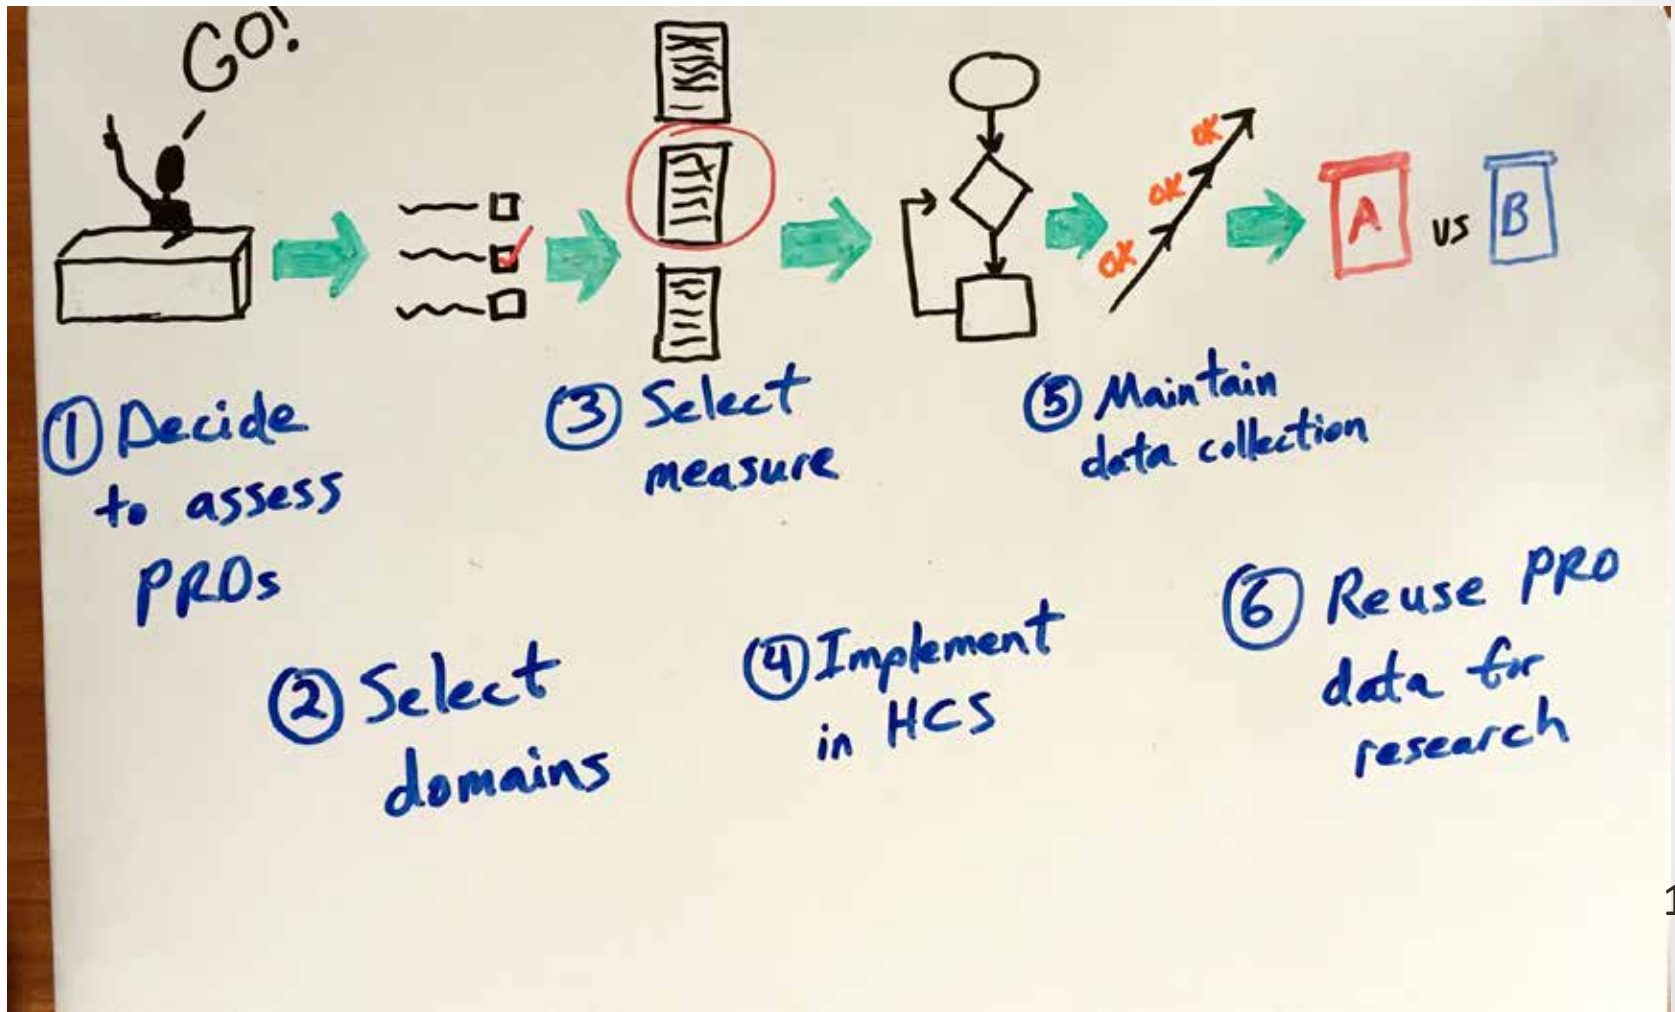 GO!
OK
OK
OK
A vs B
① Decide
to assess
PROs
② Select
domains
③ Select
measure
④ Implement
in HCS
⑤ Maintain
data collection
⑥ Reuse PRO
data for
research
1